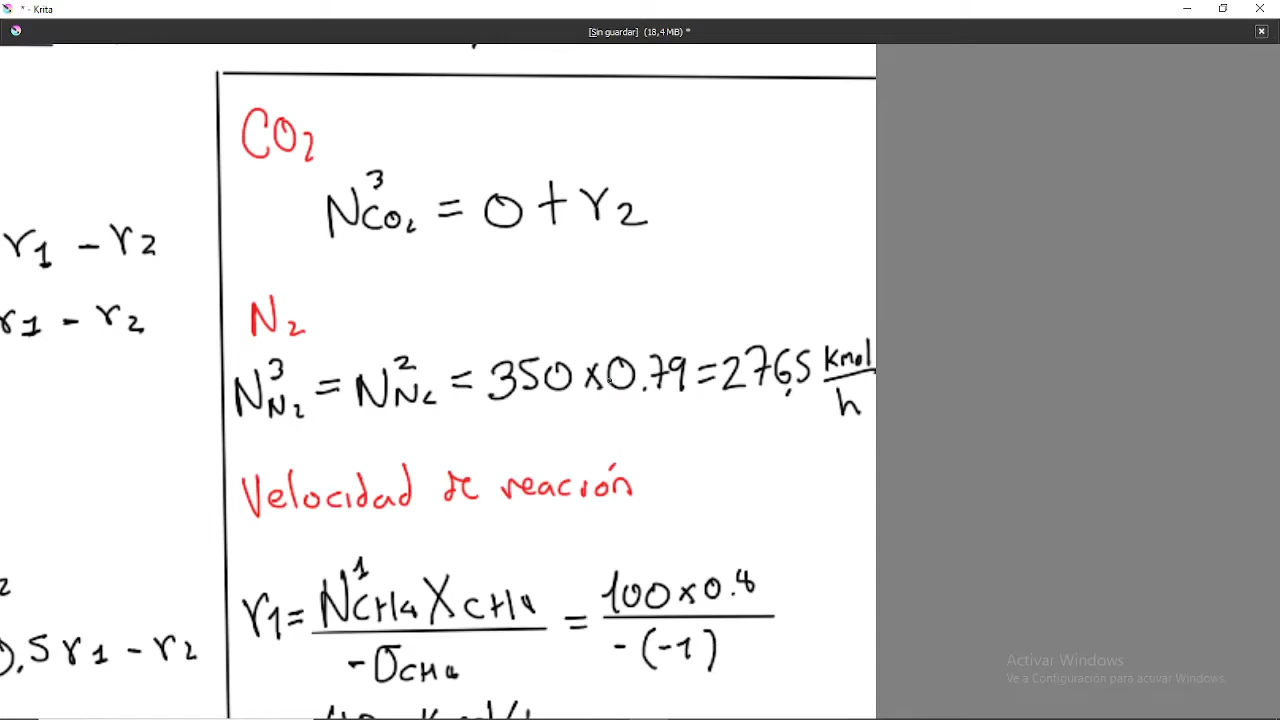 * - Krita
[Sin guardar] (18,4 MB) *
CO2
N³CO2 = 0 + r2
r1 - r2
N2
r1 - r2
N³N2 = N²N2 = 350 x 0.79 = 276,5 Kmol/h
Velocidad de reación
r1 = N¹CH4 XCH4 / -σCH4 = 100 x 0.8 / -(-1)
.5 r1 - r2
Activar Windows
Ve a Configuración para activar Windows.